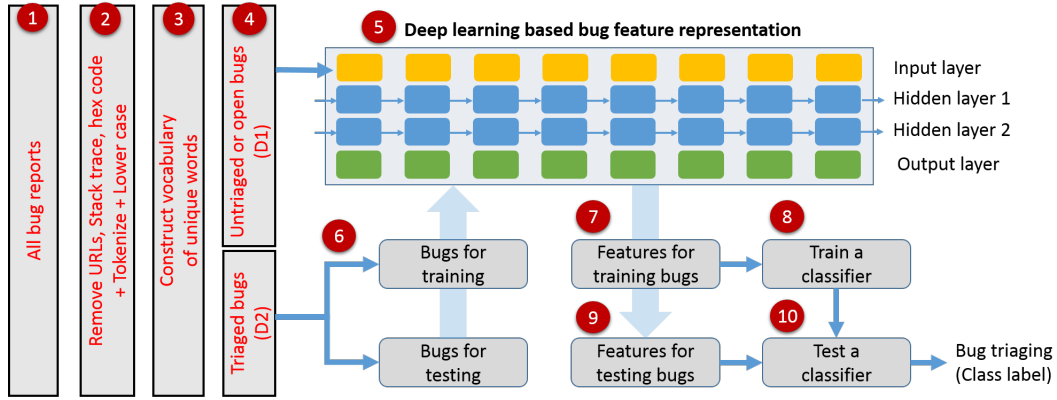 1
All bug reports
2
Remove URLs, Stack trace, hex code
+ Tokenize + Lower case
3
Construct vocabulary
of unique words
4
Untriaged or open bugs
(D1)
Triaged bugs
(D2)
5
Deep learning based bug feature representation
Input layer
Hidden layer 1
Hidden layer 2
Output layer
6
Bugs for
training
Bugs for
testing
7
Features for
training bugs
8
Train a
classifier
9
Features for
testing bugs
10
Test a
classifier
Bug triaging
(Class label)